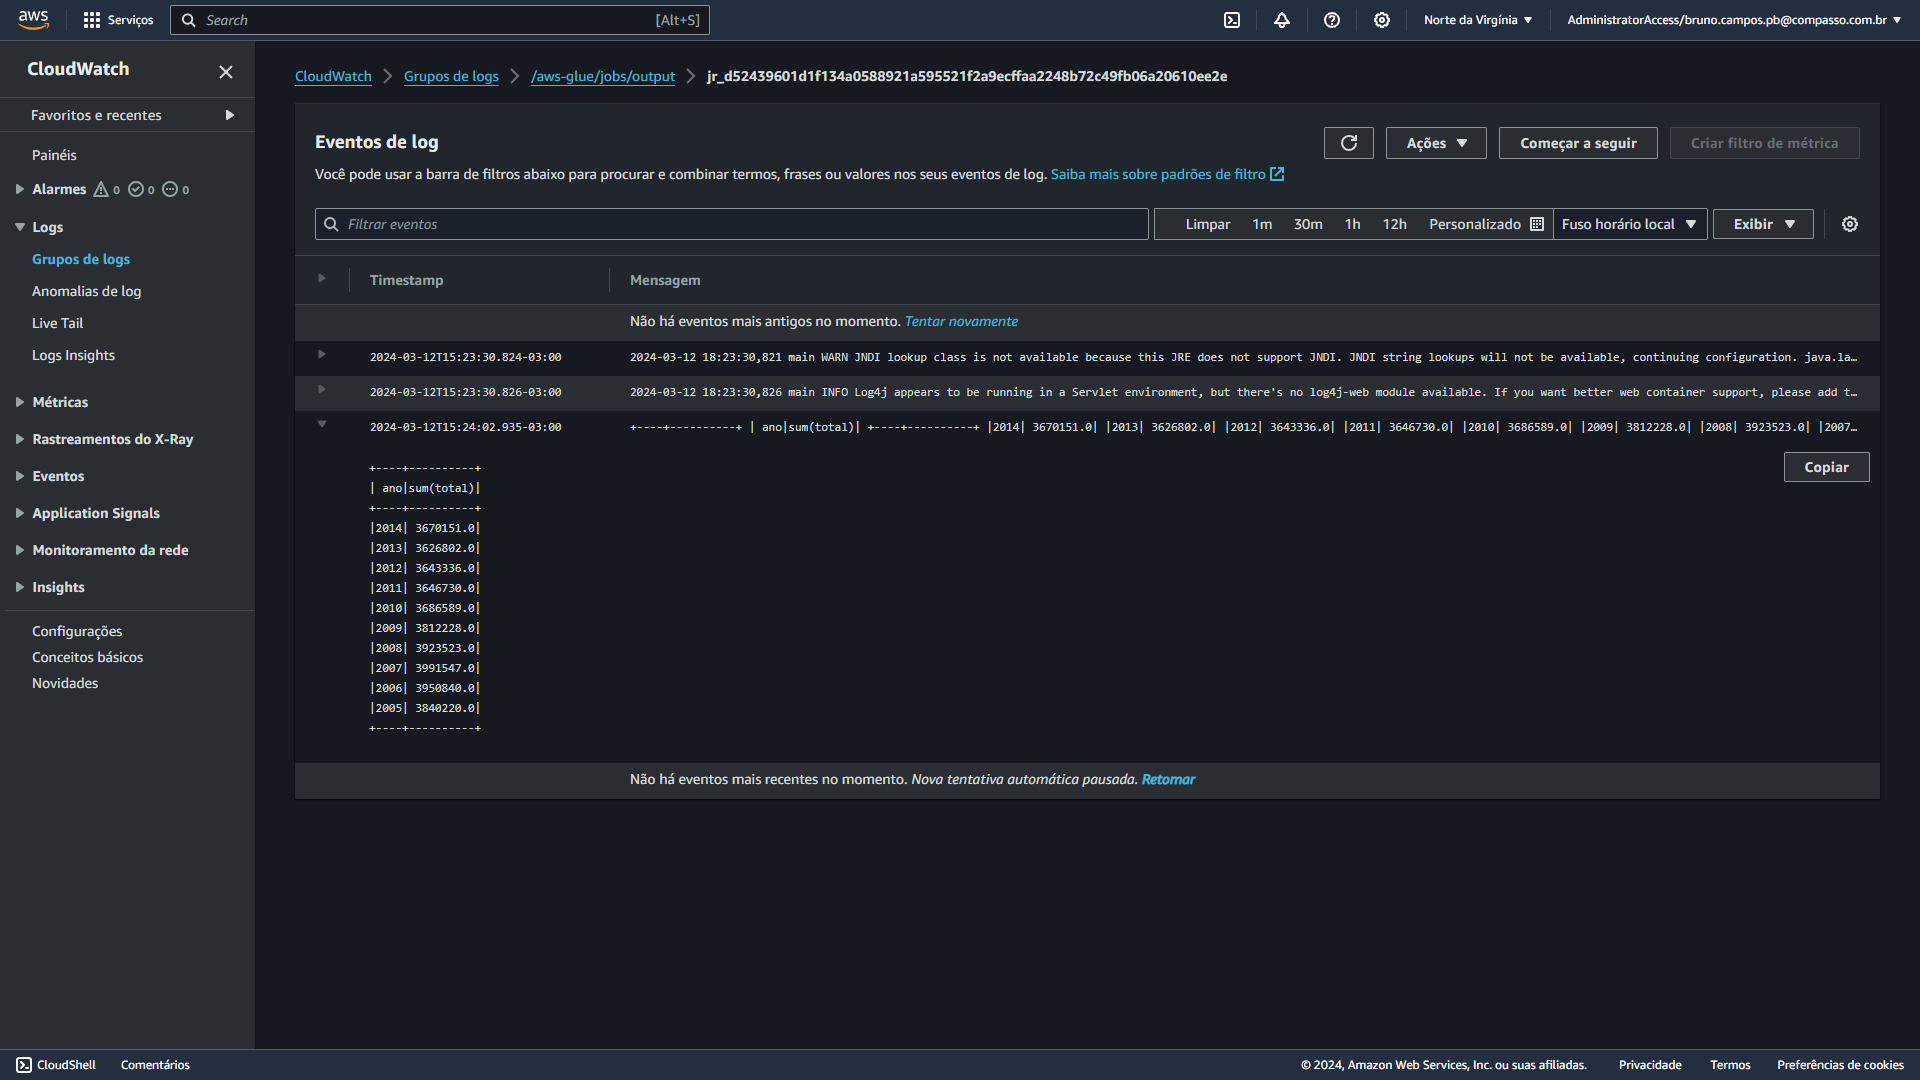 aws Serviços Search [Alt+S] Norte da Virgínia AdministratorAccess/bruno.campos.pb@compasso.com.br
CloudWatch
Favoritos e recentes
Painéis
Alarmes 0 0 0
Logs
Grupos de logs
Anomalias de log
Live Tail
Logs Insights
Métricas
Rastreamentos do X-Ray
Eventos
Application Signals
Monitoramento da rede
Insights
Configurações
Conceitos básicos
Novidades
CloudWatch Grupos de logs /aws-glue/jobs/output jr_d52439601d1f134a0588921a595521f2a9ecffaa2248b72c49fb06a20610ee2e
Eventos de log
Ações Começar a seguir Criar filtro de métrica
Você pode usar a barra de filtros abaixo para procurar e combinar termos, frases ou valores nos seus eventos de log. Saiba mais sobre padrões de filtro
Filtrar eventos Limpar 1m 30m 1h 12h Personalizado Fuso horário local Exibir
Timestamp Mensagem
Não há eventos mais antigos no momento. Tentar novamente
2024-03-12T15:23:30.824-03:00 2024-03-12 18:23:30,821 main WARN JNDI lookup class is not available because this JRE does not support JNDI. JNDI string lookups will not be available, continuing configuration. java.la…
2024-03-12T15:23:30.826-03:00 2024-03-12 18:23:30,826 main INFO Log4j appears to be running in a Servlet environment, but there's no log4j-web module available. If you want better web container support, please add t…
2024-03-12T15:24:02.935-03:00 +----+----------+ | ano|sum(total)| +----+----------+ |2014| 3670151.0| |2013| 3626802.0| |2012| 3643336.0| |2011| 3646730.0| |2010| 3686589.0| |2009| 3812228.0| |2008| 3923523.0| |2007…
Copiar
+----+----------+
| ano|sum(total)|
+----+----------+
|2014| 3670151.0|
|2013| 3626802.0|
|2012| 3643336.0|
|2011| 3646730.0|
|2010| 3686589.0|
|2009| 3812228.0|
|2008| 3923523.0|
|2007| 3991547.0|
|2006| 3950840.0|
|2005| 3840220.0|
+----+----------+
Não há eventos mais recentes no momento. Nova tentativa automática pausada. Retomar
CloudShell Comentários © 2024, Amazon Web Services, Inc. ou suas afiliadas. Privacidade Termos Preferências de cookies